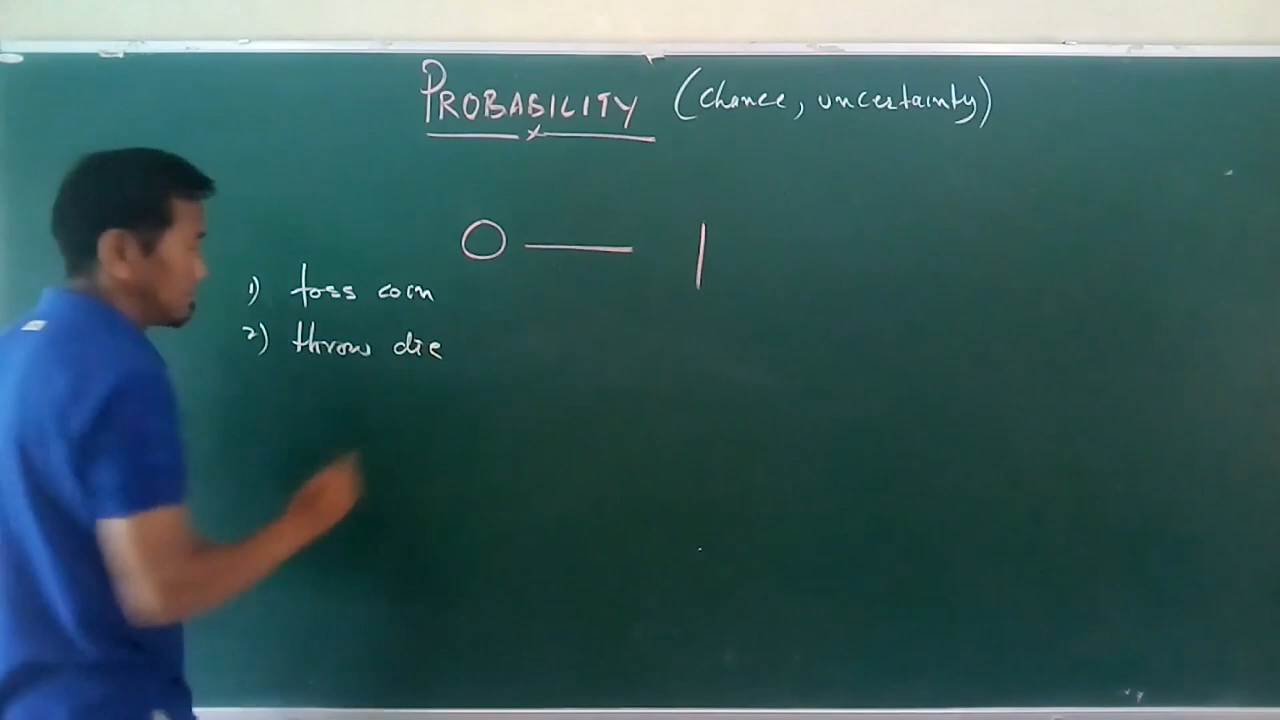 PROBABILITY (chance, uncertainty)
0 — 1
1) toss coin
2) throw die